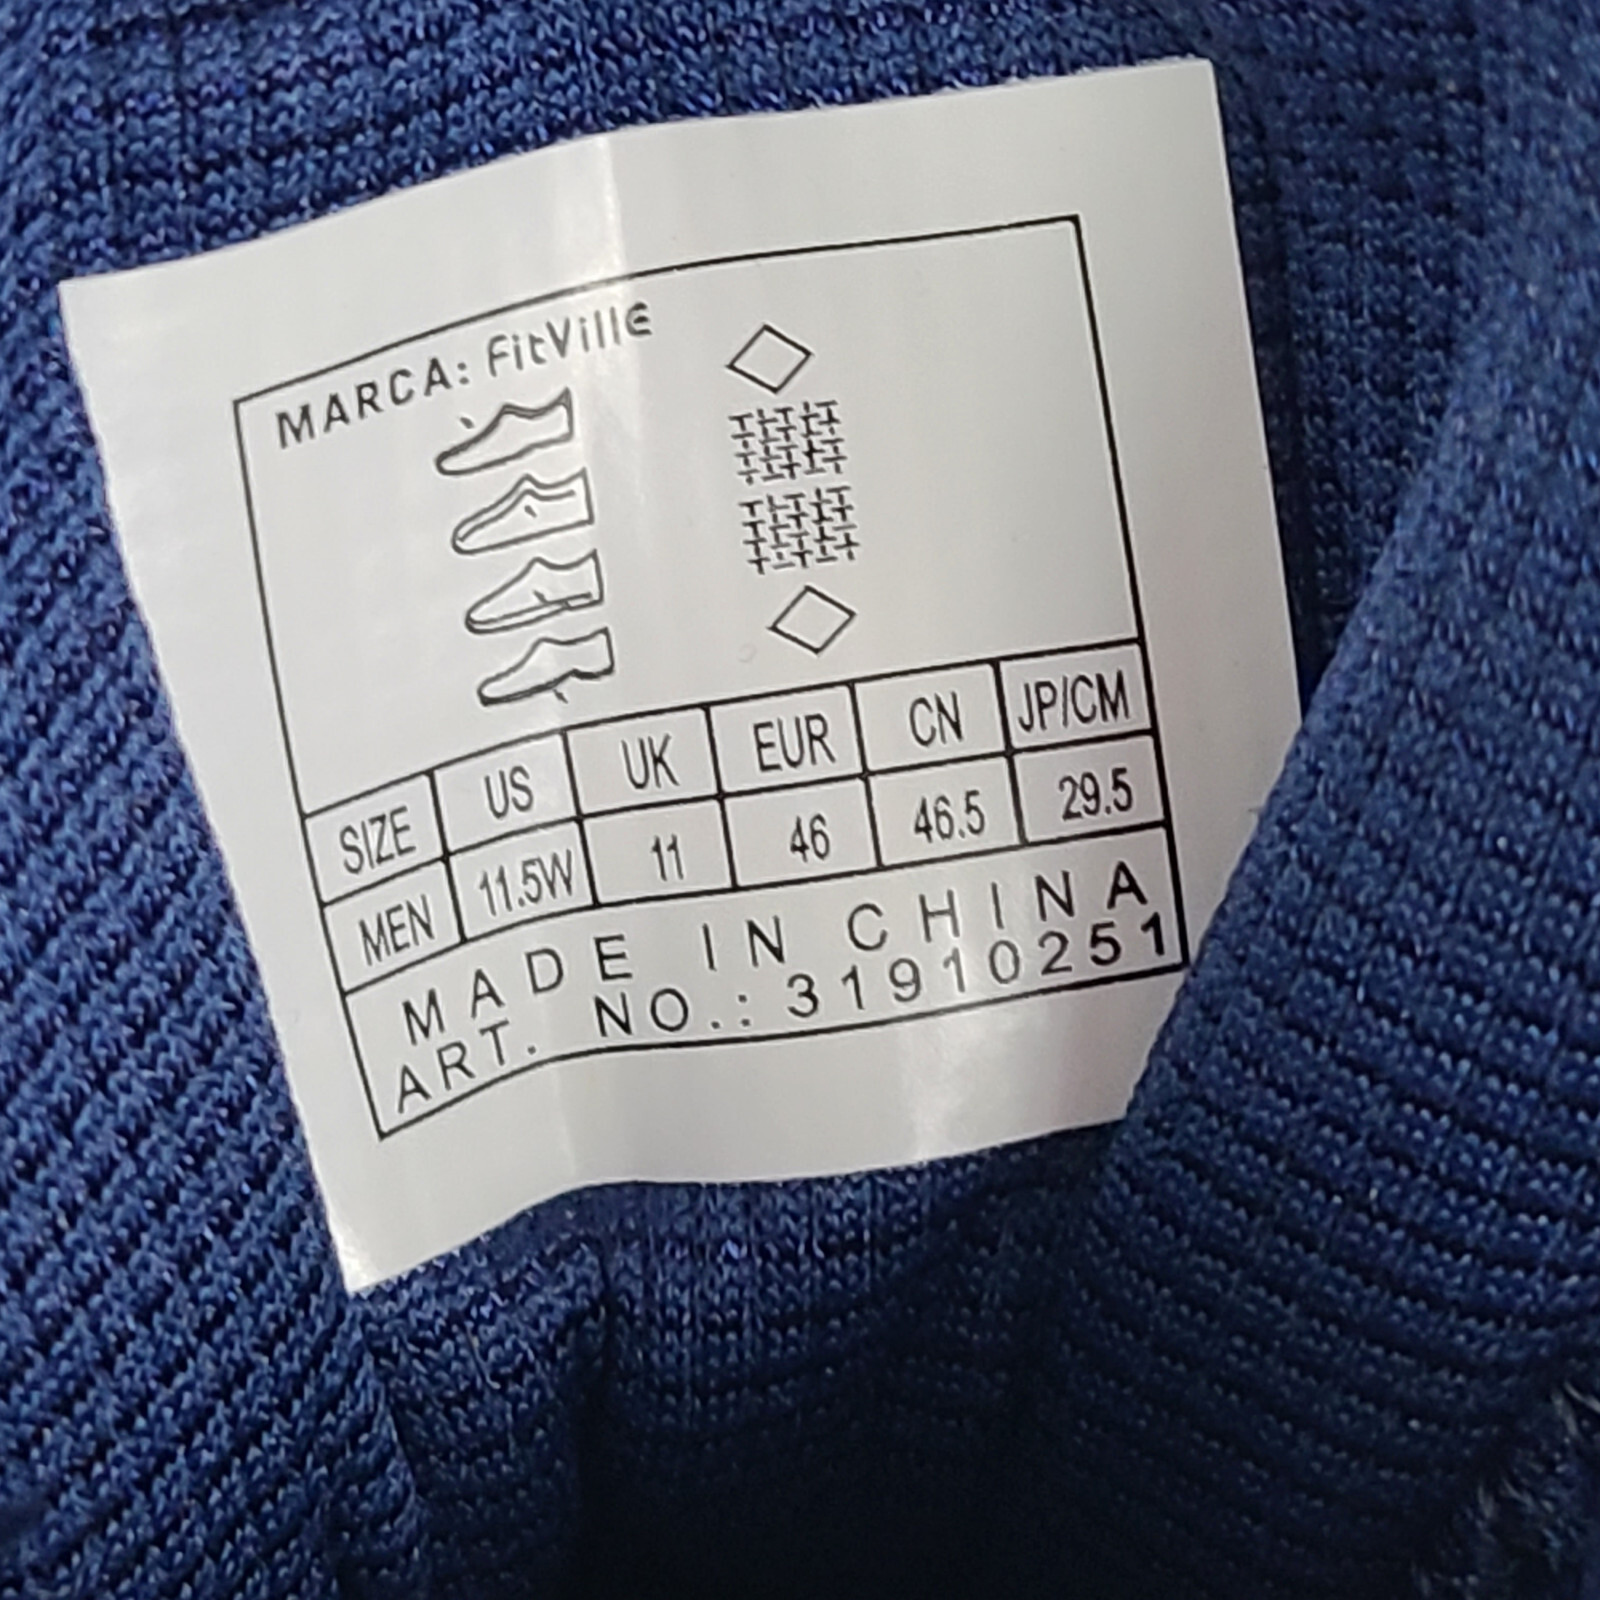 MARCA: FitVille
SIZE US UK EUR CN JP/CM
MEN 11.5W 11 46 46.5 29.5
MADE IN CHINA
ART. NO.:31910251